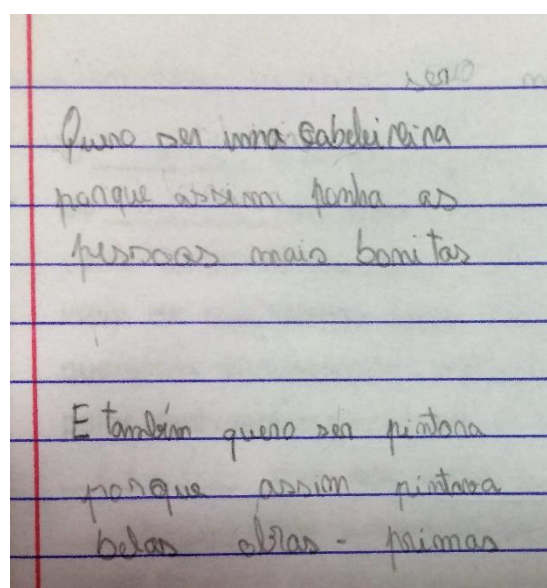 Quero ser uma cabeleireira
porque assim ponha as
pessoas mais bonitas
E também quero ser pintora
porque assim pintava
belas obras-primas